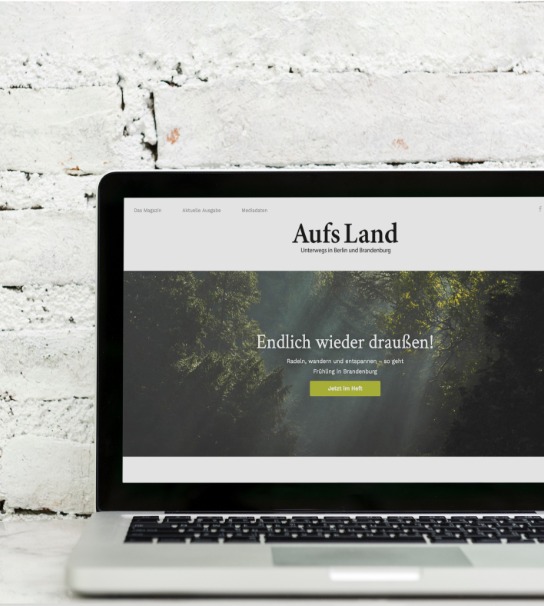 Das Magazin Aktuelle Ausgabe Mediadaten f
Aufs Land
Unterwegs in Berlin und Brandenburg
Endlich wieder draußen!
Radeln, wandern und entspannen – so geht
Frühling in Brandenburg
Jetzt im Heft